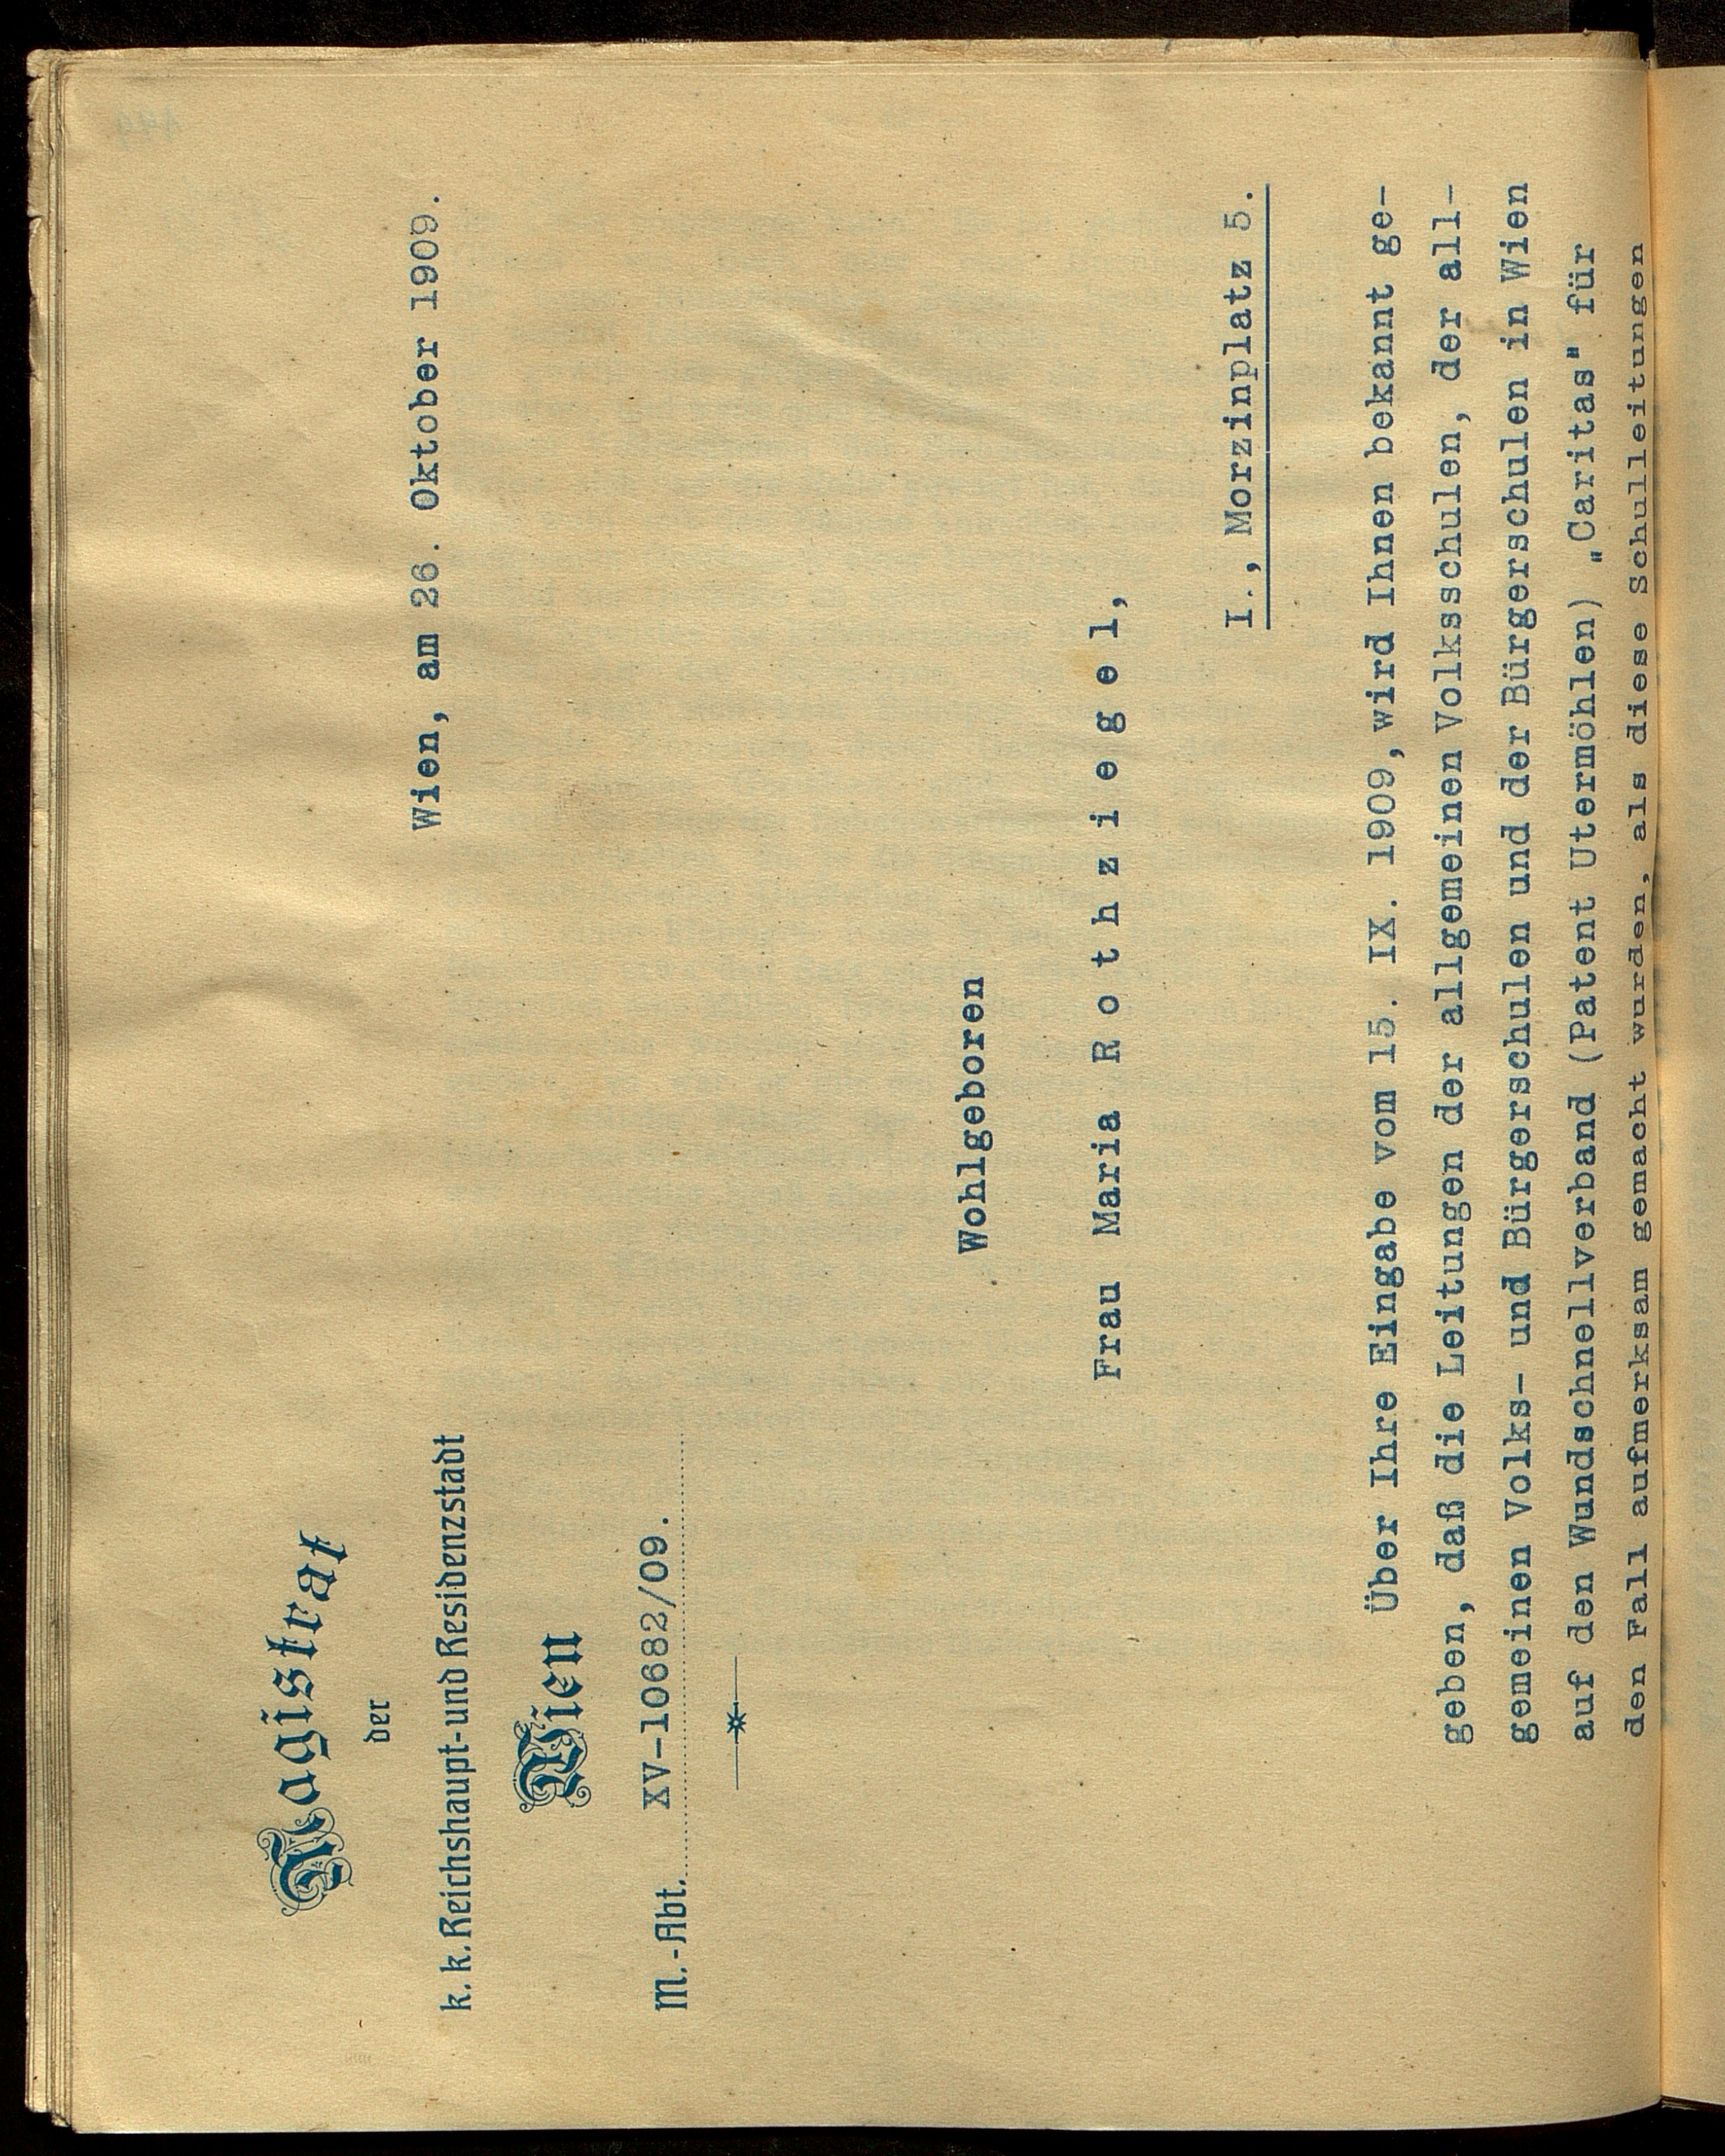 Magistrat
der
k. k. Reichshaupt- und Residenzstadt
Wien
M.-Abt. XV-10682/09.
Wien, am 26. Oktober 1909.
Wohlgeboren
Frau Maria R o t h z i e g e l,
I., Morzinplatz 5.
Über Ihre Eingabe vom 15. IX. 1909, wird Ihnen bekannt ge-
geben, daß die Leitungen der allgemeinen Volksschulen, der all-
gemeinen Volks- und Bürgerschulen und der Bürgerschulen in Wien
auf den Wundschnellverband (Patent Utermöhlen) „Caritas" für
den Fall aufmerksam gemacht wurden, als diese Schulleitungen